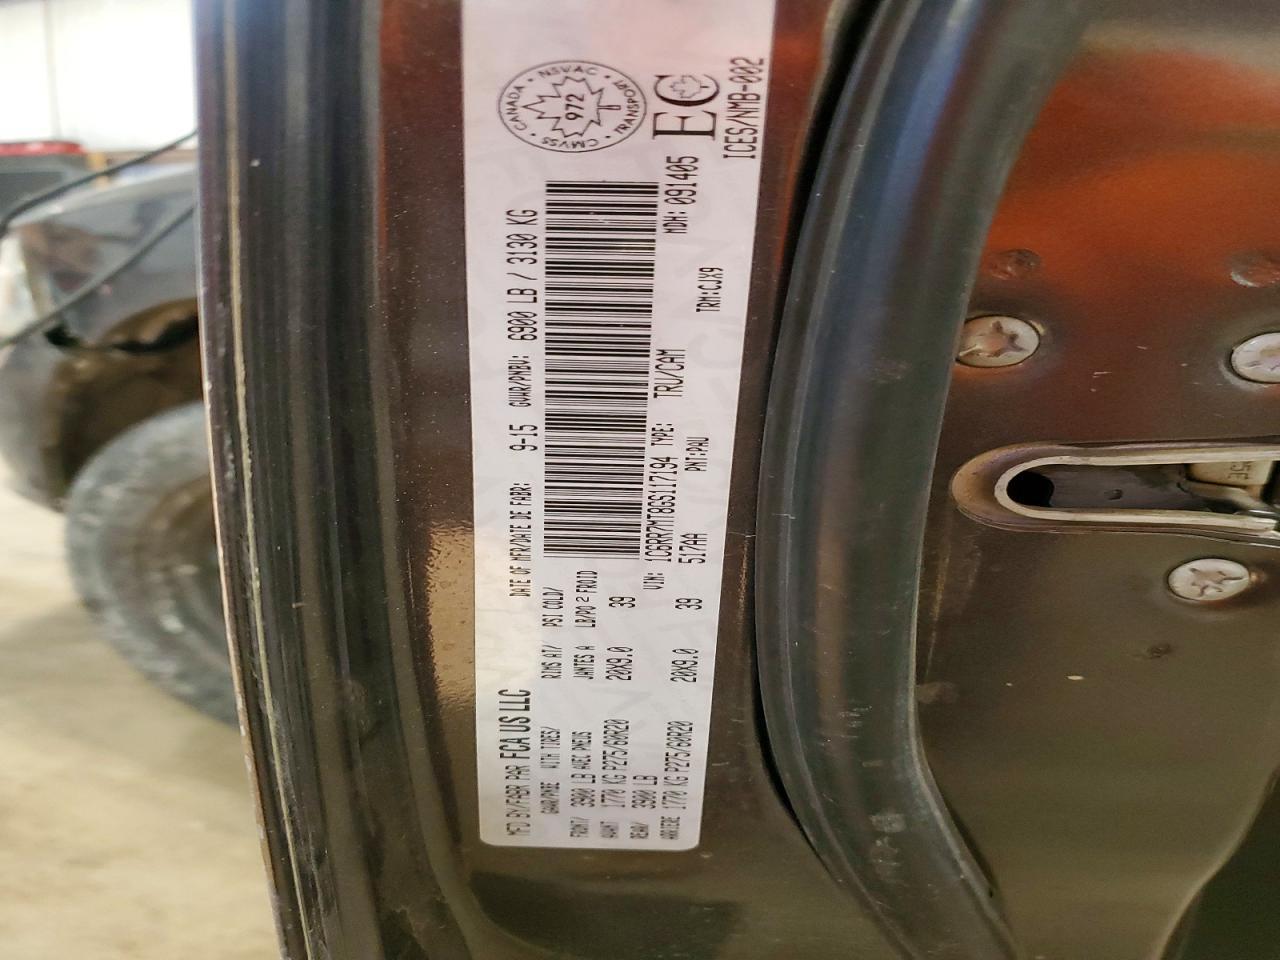 MFD BY/FABR PAR FCA US LLC
DATE OF MFR/DATE DE FABR: 9-15 GVWR/PNBV: 6900 LB / 3130 KG
GAWR/PNBE WITH TIRES/ RIMS AT/ PSI COLD/
FRONT/ 3900 LB AVEC PNEUS JANTES A LB/PO 2 FROID
AVANT 1770 KG P275/60R20 20X9.0 39
REAR/ 3900 LB
ARRIERE 1770 KG P275/60R20 20X9.0 39
VIN: 1C6RR7MT8GS117194 TYPE: TRU/CAM
517AA PNT:PAU TRM:CJX9
MDH: 091405
CANADA • NSVAC • TRANSPORT • CMVSS •
972
EC
ICES/NMB-002